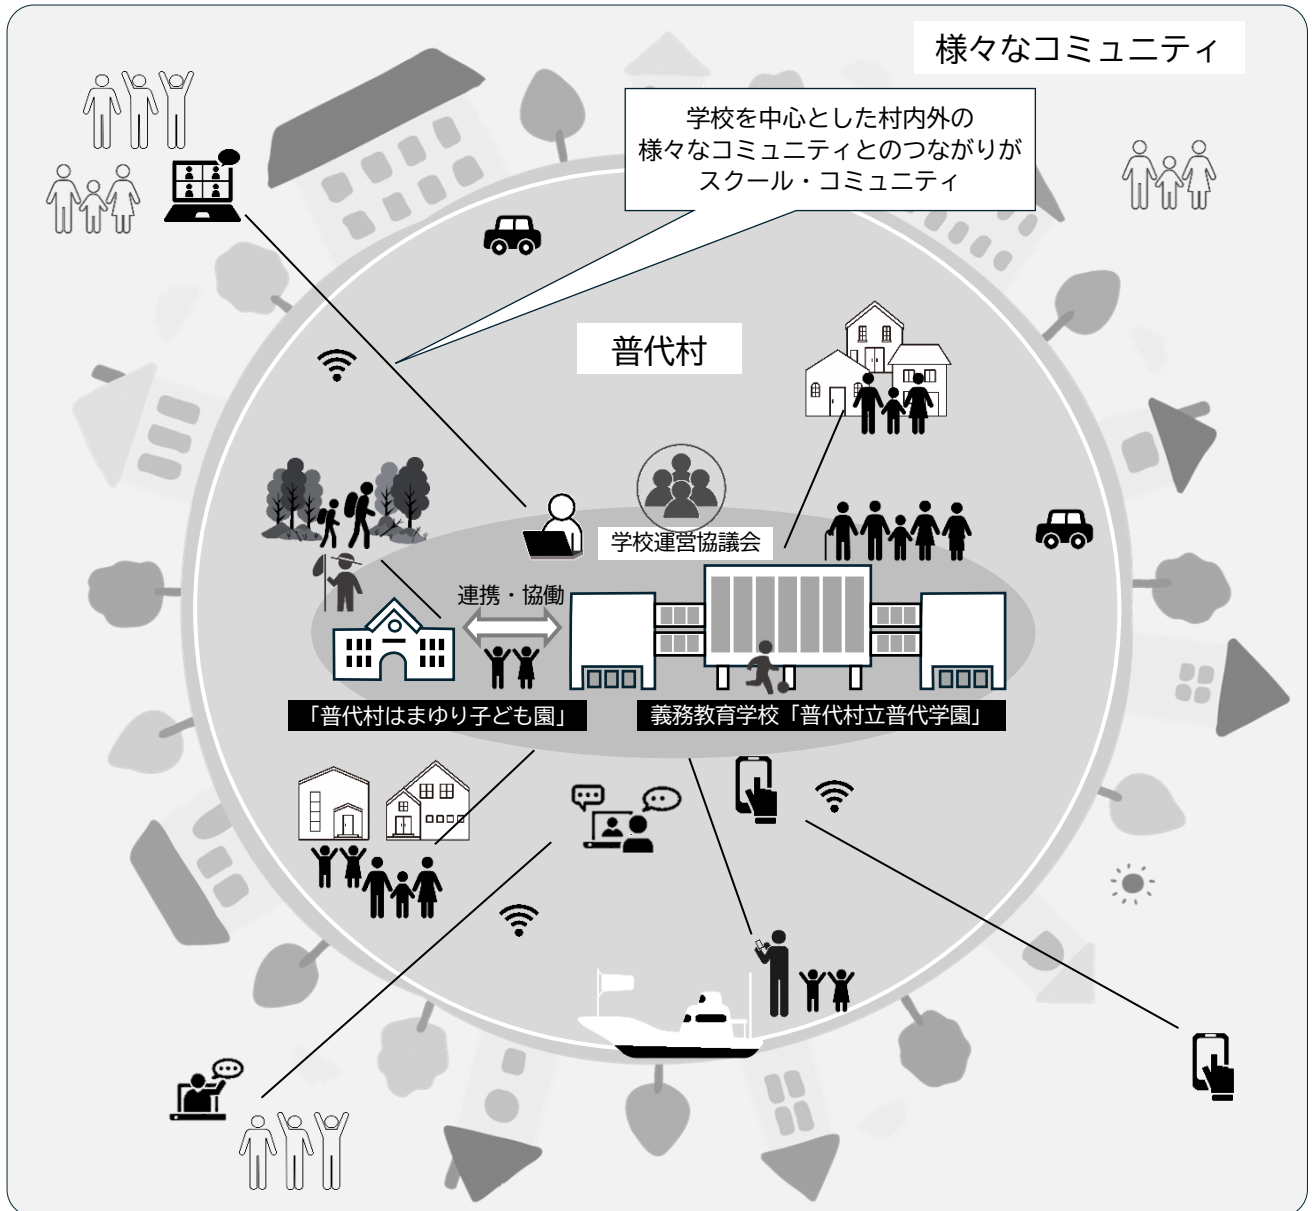 様々なコミュニティ
学校を中心とした村内外の
様々なコミュニティとのつながりが
スクール・コミュニティ
普代村
学校運営協議会
連携・協働
「普代村はまゆり子ども園」
義務教育学校「普代村立普代学園」